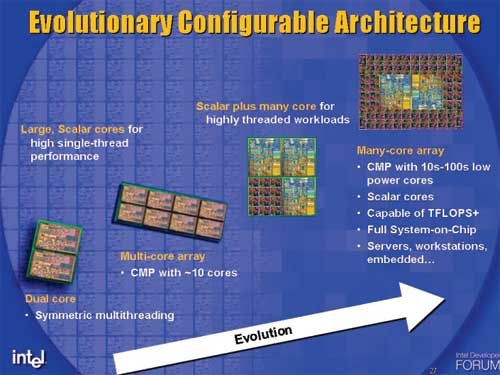 Evolutionary Configurable Architecture
Large, Scalar cores for
high single-thread
performance
Scalar plus many core for
highly threaded workloads
Dual core
• Symmetric multithreading
Multi-core array
• CMP with ~10 cores
Many-core array
• CMP with 10s-100s low
power cores
• Scalar cores
• Capable of TFLOPS+
• Full System-on-Chip
• Servers, workstations,
embedded…
Evolution
intel
27
Intel Developer
FORUM